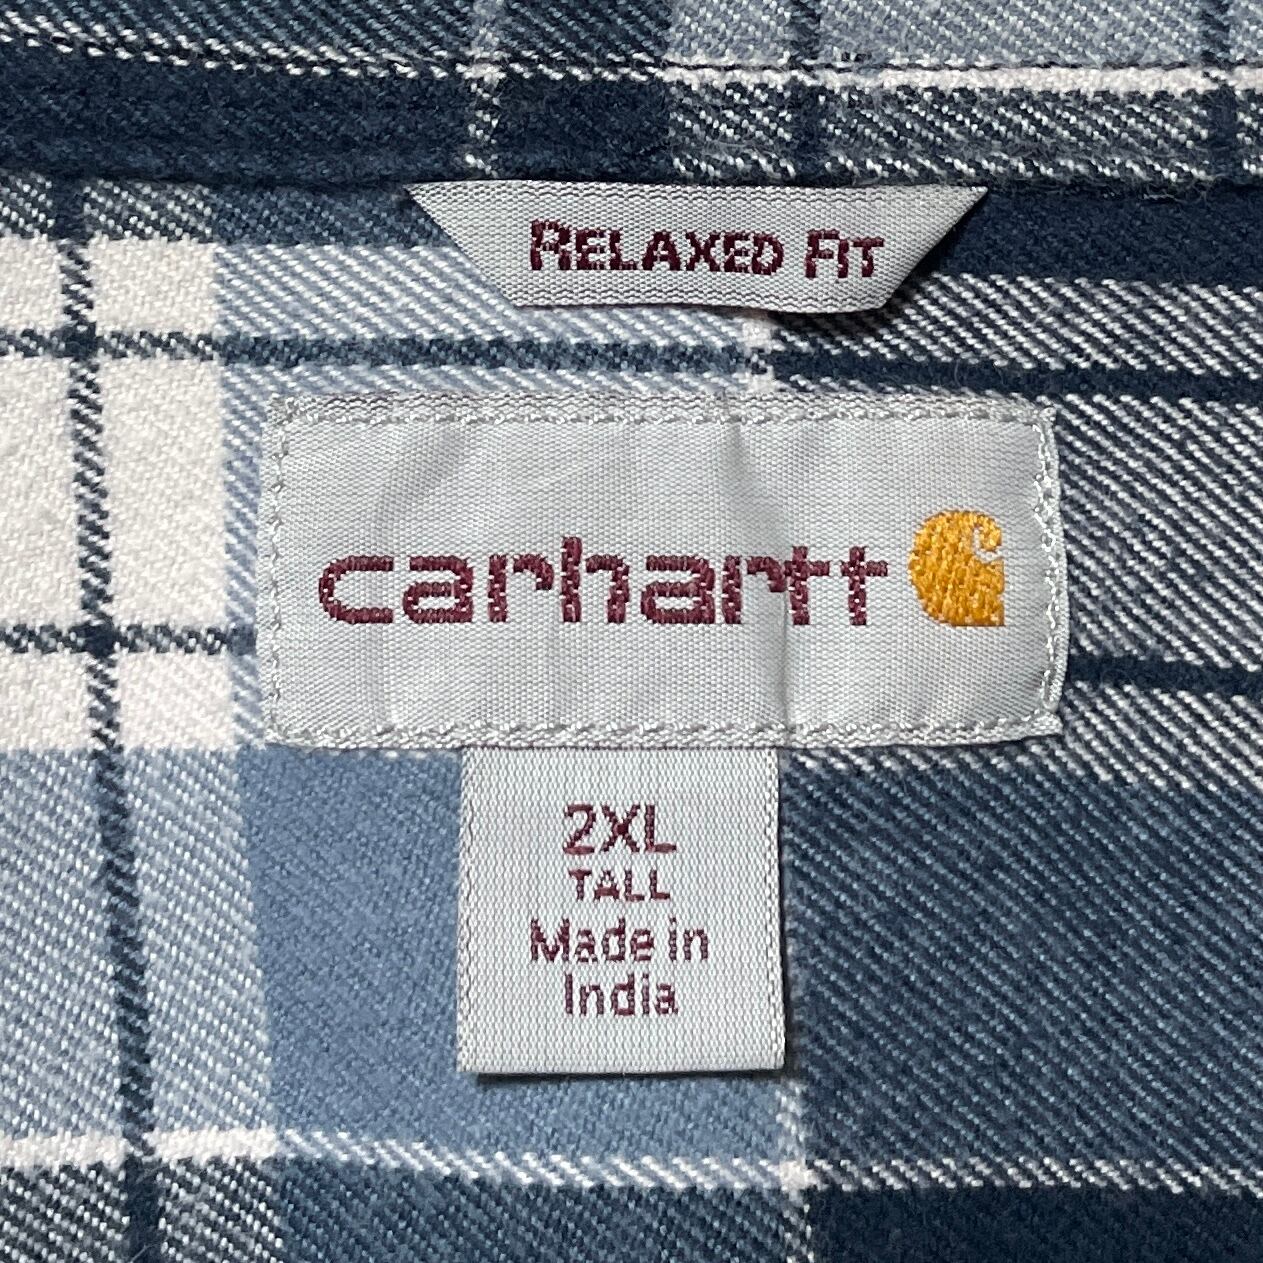 RELAXED FIT
carhartt
2XL
TALL
Made in
India